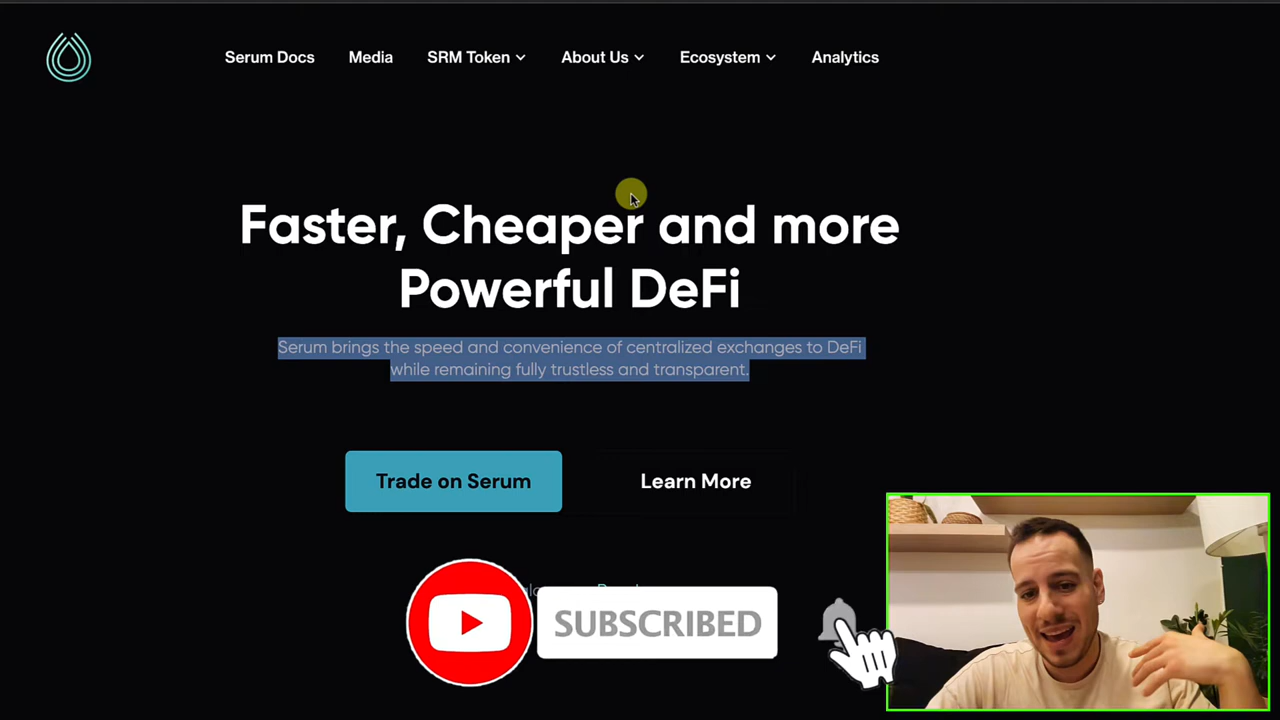 Serum Docs
Media
SRM Token
About Us
Ecosystem
Analytics
Faster, Cheaper and more
Powerful DeFi
Serum brings the speed and convenience of centralized exchanges to DeFi
while remaining fully trustless and transparent.
Trade on Serum
Learn More
SUBSCRIBED